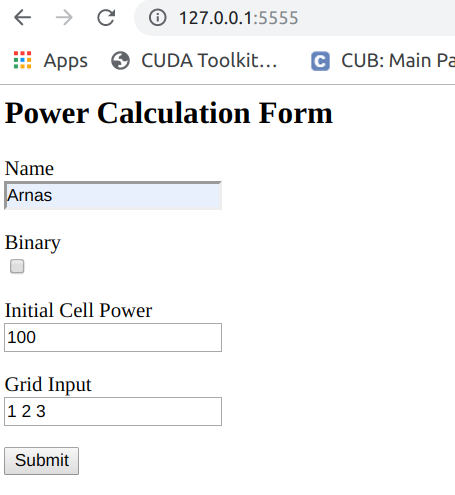 127.0.0.1:5555
Apps CUDA Toolkit... CUB: Main Pa
Power Calculation Form
Name
Arnas
Binary
Initial Cell Power
100
Grid Input
1 2 3
Submit